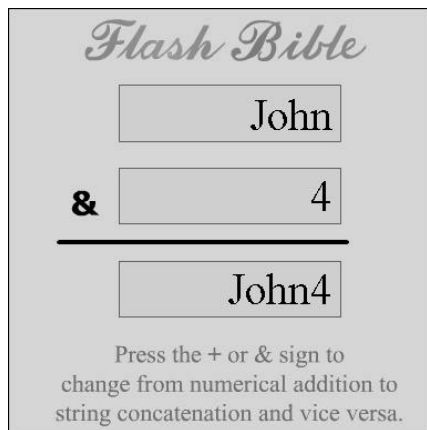 Flash Bible
John
& 4
John4
Press the + or & sign to
change from numerical addition to
string concatenation and vice versa.